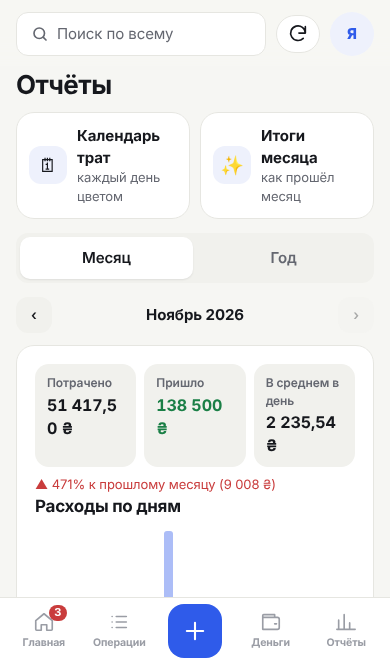 Поиск по всему
Я
Отчёты
Календарь
трат
каждый день
цветом
Итоги
месяца
как прошёл
месяц
Месяц
Год
‹
Ноябрь 2026
›
Потрачено
51 417,5
0 ₴
Пришло
138 500
₴
В среднем в
день
2 235,54
₴
▲ 471% к прошлому месяцу (9 008 ₴)
Расходы по дням
3
Главная
Операции
+
Деньги
Отчёты